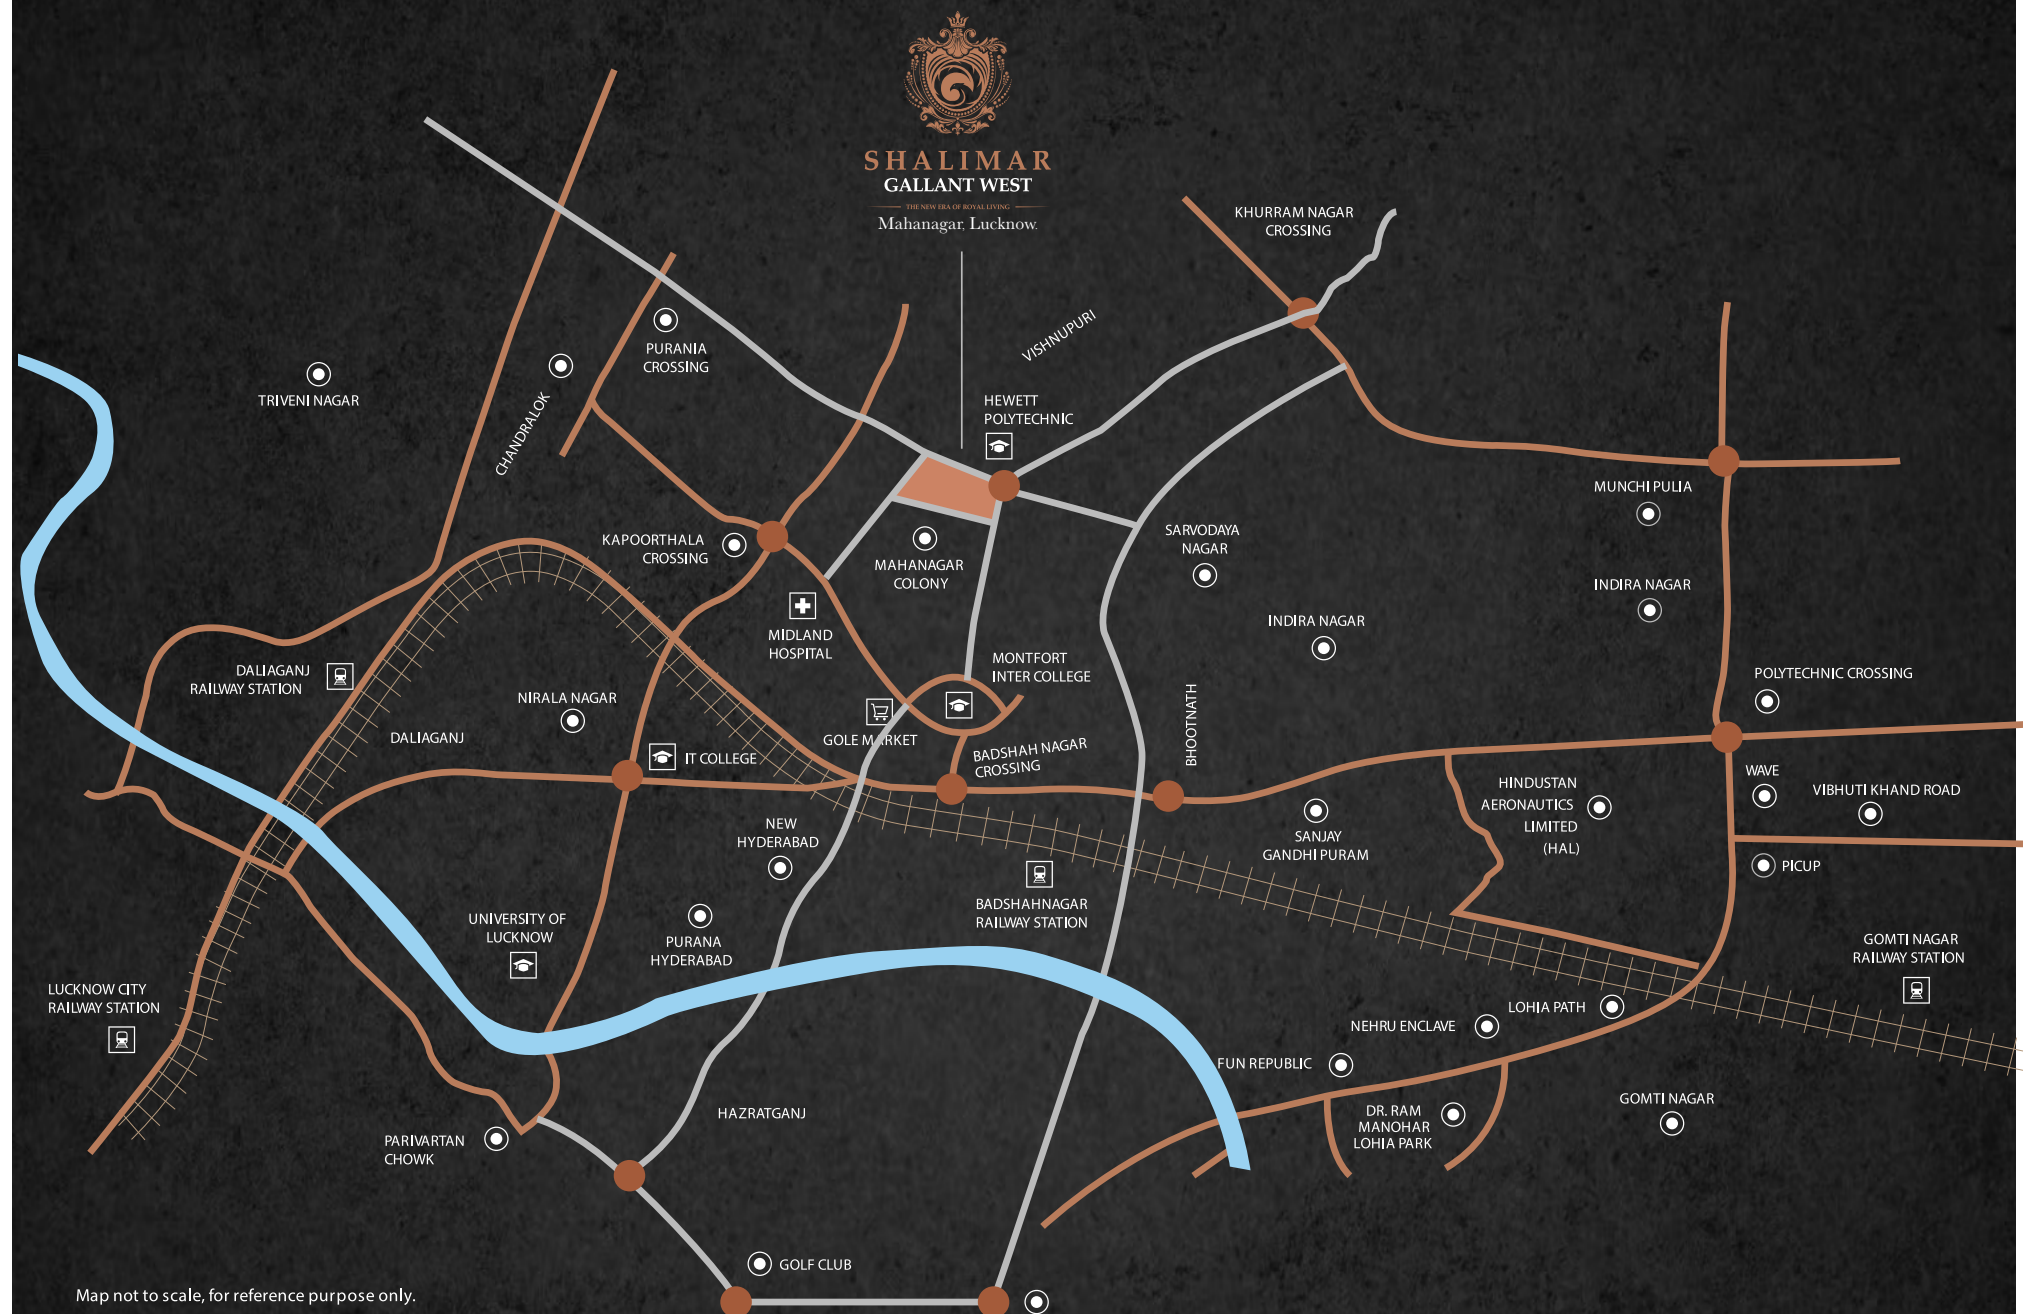 SHALIMAR
GALLANT WEST
THE NEW ERA OF ROYAL LIVING
Mahanagar, Lucknow.
KHURRAM NAGAR
CROSSING
VISHNUPURI
PURANIA
CROSSING
TRIVENI NAGAR
CHANDRALOK
HEWETT
POLYTECHNIC
MUNCHI PULIA
KAPOORTHALA
CROSSING
MAHANAGAR
COLONY
SARVODAYA
NAGAR
INDIRA NAGAR
INDIRA NAGAR
MIDLAND
HOSPITAL
MONTFORT
INTER COLLEGE
DALIAGANJ
RAILWAY STATION
NIRALA NAGAR
POLYTECHNIC CROSSING
DALIAGANJ
GOLE MARKET
BADSHAH NAGAR
CROSSING
BHOOTNATH
IT COLLEGE
WAVE
VIBHUTI KHAND ROAD
HINDUSTAN
AERONAUTICS
LIMITED
(HAL)
NEW
HYDERABAD
SANJAY
GANDHI PURAM
PICUP
BADSHAHNAGAR
RAILWAY STATION
UNIVERSITY OF
LUCKNOW
PURANA
HYDERABAD
GOMTI NAGAR
RAILWAY STATION
LUCKNOW CITY
RAILWAY STATION
LOHIA PATH
NEHRU ENCLAVE
FUN REPUBLIC
GOMTI NAGAR
HAZRATGANJ
DR. RAM
MANOHAR
LOHIA PARK
PARIVARTAN
CHOWK
GOLF CLUB
Map not to scale, for reference purpose only.